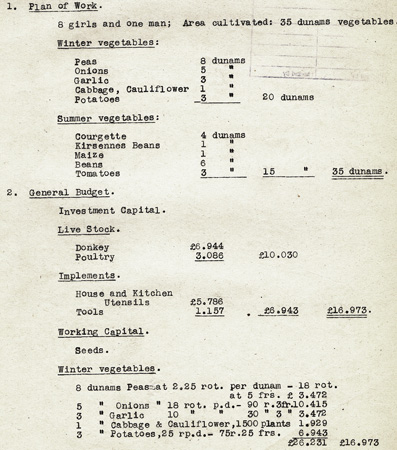 1. Plan of Work.
8 girls and one man; Area cultivated: 35 dunams vegetables.
Winter vegetables:
Peas 8 dunams
Onions 5 "
Garlic 3 "
Cabbage, Cauliflower 1 "
Potatoes 3 " 20 dunams
Summer vegetables:
Courgette 4 dunams
Kirsennes Beans 1 "
Maize 1 "
Beans 6 "
Tomatoes 3 " 15 " 35 dunams.
2. General Budget.
Investment Capital.
Live Stock.
Donkey £6.944
Poultry 3.086 £10.030
Implements.
House and Kitchen
Utensils £5.786
Tools 1.157 . £6.943 £16.973.
Working Capital.
Seeds.
Winter vegetables.
8 dunams Peas at 2.25 rot. per dunam - 18 rot.
at 5 frs. £ 3.472
5 " Onions " 18 rot. p.d.- 90 r.3fr.10.415
3 " Garlic 10 " " 30 " 3 " 3.472
1 " Cabbage & Cauliflower,1500 plants 1.929
3 " Potatoes,25 rp.d.- 75r.25 frs. 6.943
£26.231 £16.973